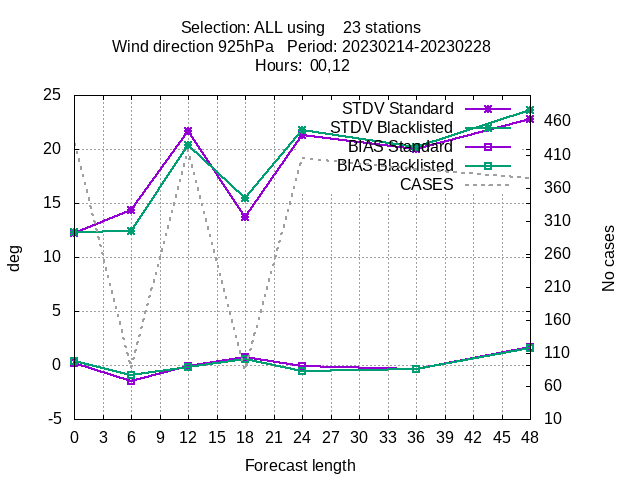 Selection: ALL using    23 stations
Wind direction 925hPa   Period: 20230214-20230228
Hours:  00,12
STDV Standard
STDV Blacklisted
BIAS Standard
BIAS Blacklisted
CASES
25
20
15
10
5
0
-5
deg
460
410
360
310
260
210
160
110
60
10
No cases
0 3 6 9 12 15 18 21 24 27 30 33 36 39 42 45 48
Forecast length